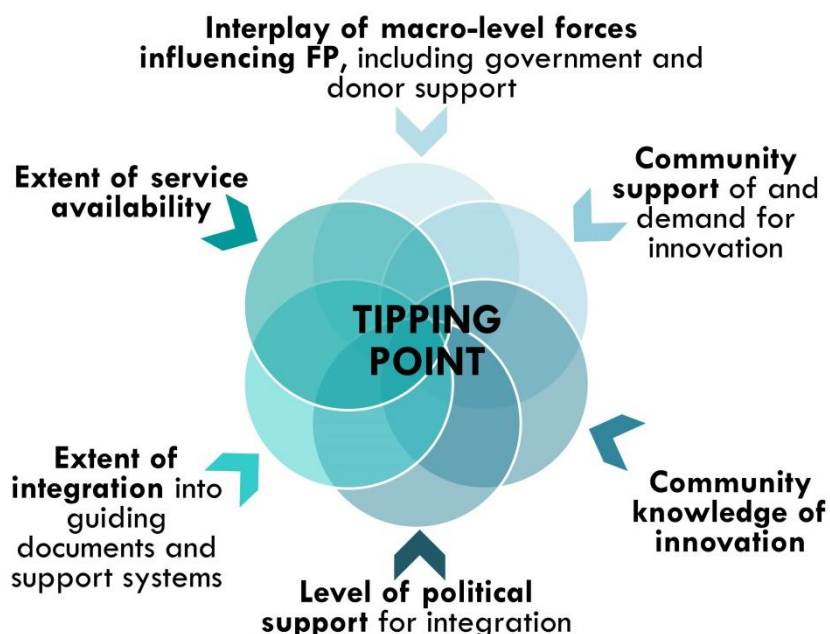 Interplay of macro-level forces
influencing FP, including government and
donor support
Community
support of and
demand for
innovation
Extent of service
availability
TIPPING
POINT
Extent of
integration into
guiding
documents and
support systems
Community
knowledge of
innovation
Level of political
support for integration